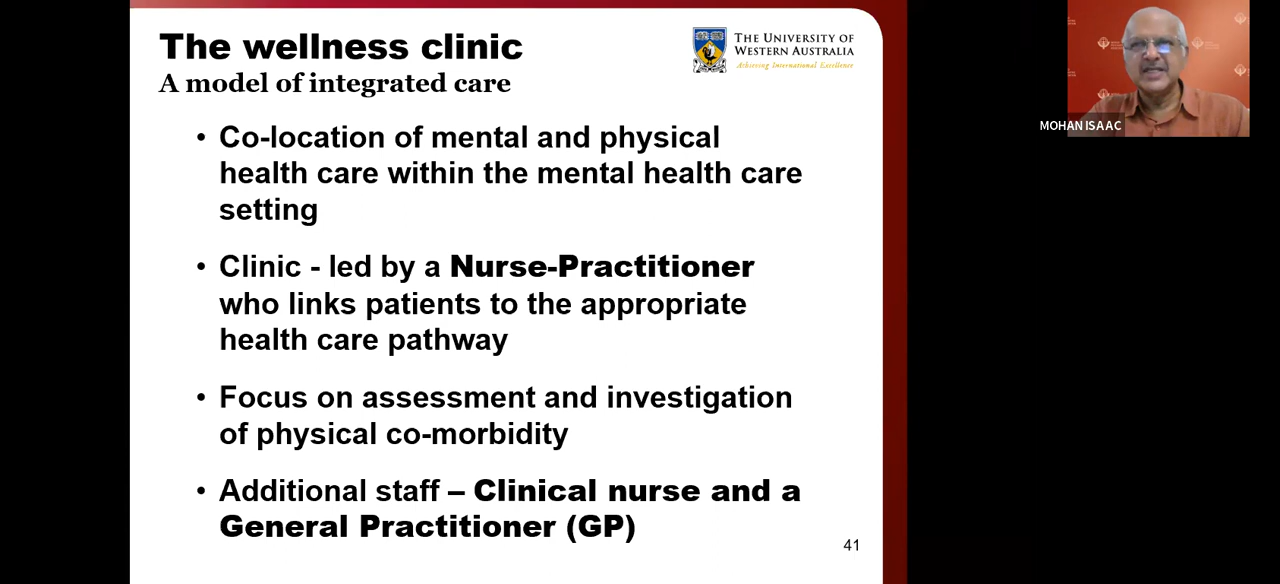 The wellness clinic
A model of integrated care
THE UNIVERSITY OF
WESTERN AUSTRALIA
Achieving International Excellence
• Co-location of mental and physical
health care within the mental health care
setting
• Clinic - led by a Nurse-Practitioner
who links patients to the appropriate
health care pathway
• Focus on assessment and investigation
of physical co-morbidity
• Additional staff – Clinical nurse and a
General Practitioner (GP)
41
MOHAN ISAAC